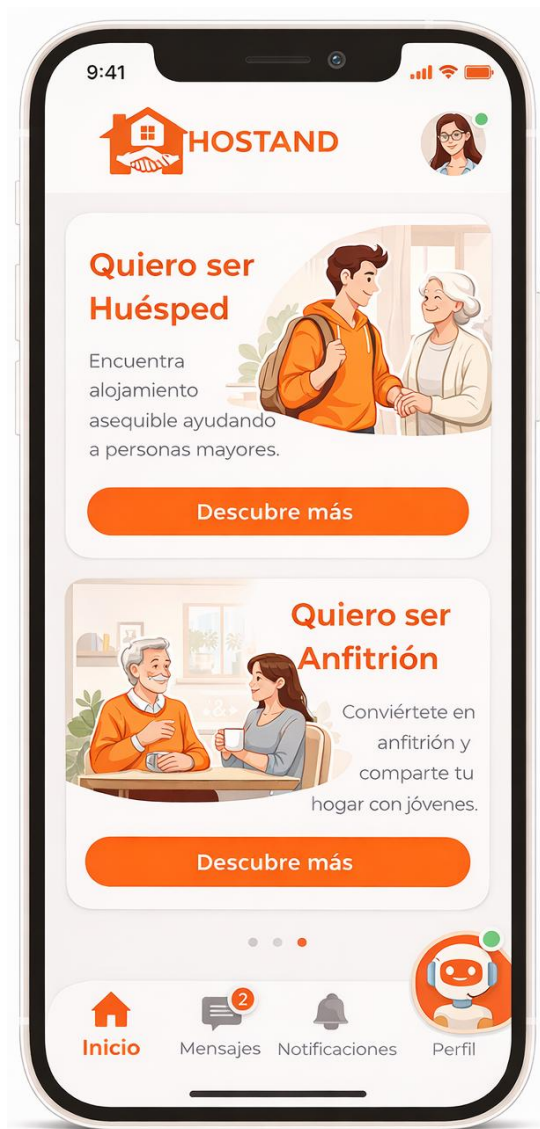 9:41
HOSTAND
Quiero ser
Huésped
Encuentra
alojamiento
asequible ayudando
a personas mayores.
Descubre más
Quiero ser
Anfitrión
Conviértete en
anfitrión y
comparte tu
hogar con jóvenes.
Descubre más
2
Inicio Mensajes Notificaciones Perfil